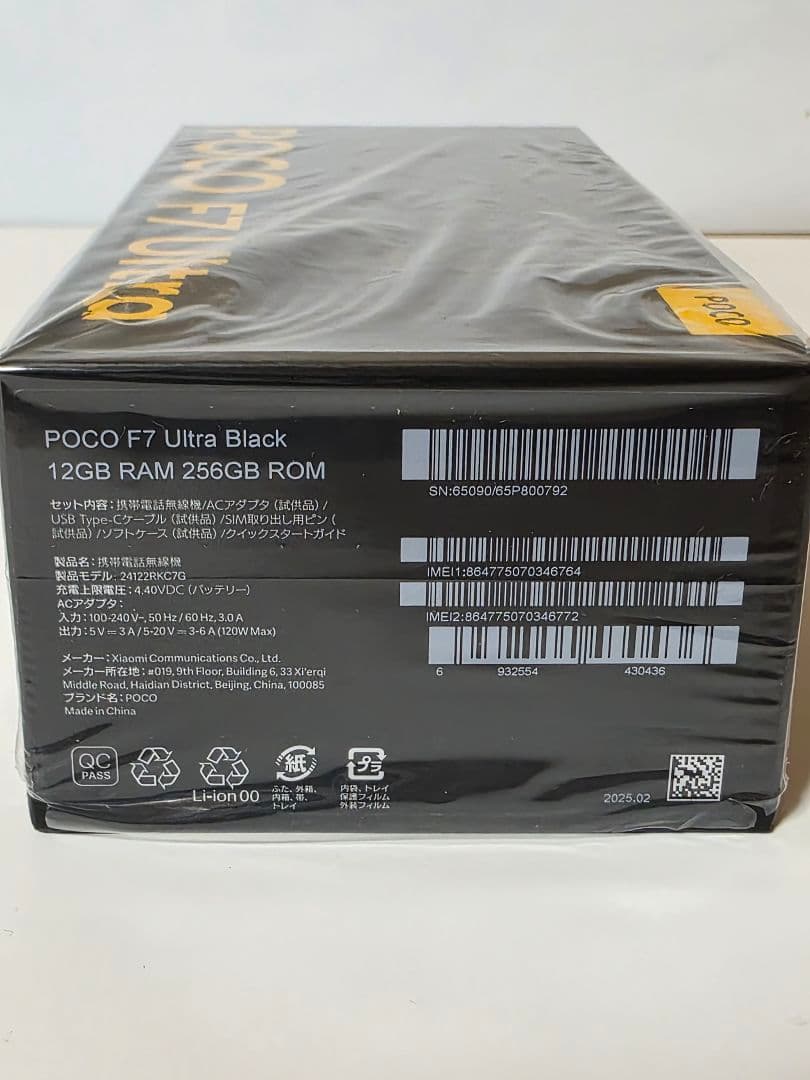 POCO F7 Ultra
POCO
POCO F7 Ultra Black
12GB RAM 256GB ROM
セット内容：携帯電話無線機/ACアダプタ（試供品）/
USB Type-Cケーブル（試供品）/SIM取り出し用ピン（
試供品）/ソフトケース（試供品）/クイックスタートガイド
製品名：携帯電話無線機
製品モデル：24122RKC7G
充電上限電圧：4.40VDC（バッテリー）
ACアダプタ：
入力：100-240 V~, 50 Hz / 60 Hz, 3.0 A
出力：5 V⎓3 A / 5-20 V⎓3-6 A (120W Max)
メーカー：Xiaomi Communications Co., Ltd.
メーカー所在地：#019, 9th Floor, Building 6, 33 Xi'erqi
Middle Road, Haidian District, Beijing, China, 100085
ブランド名：POCO
Made in China
SN:65090/65P800792
IMEI1:864775070346764
IMEI2:864775070346772
6 932554 430436
QC
PASS
Li-ion 00
紙
ふた、外箱、
内箱、帯、
トレイ
プラ
内袋、トレイ
保護フィルム
外装フィルム
2025.02